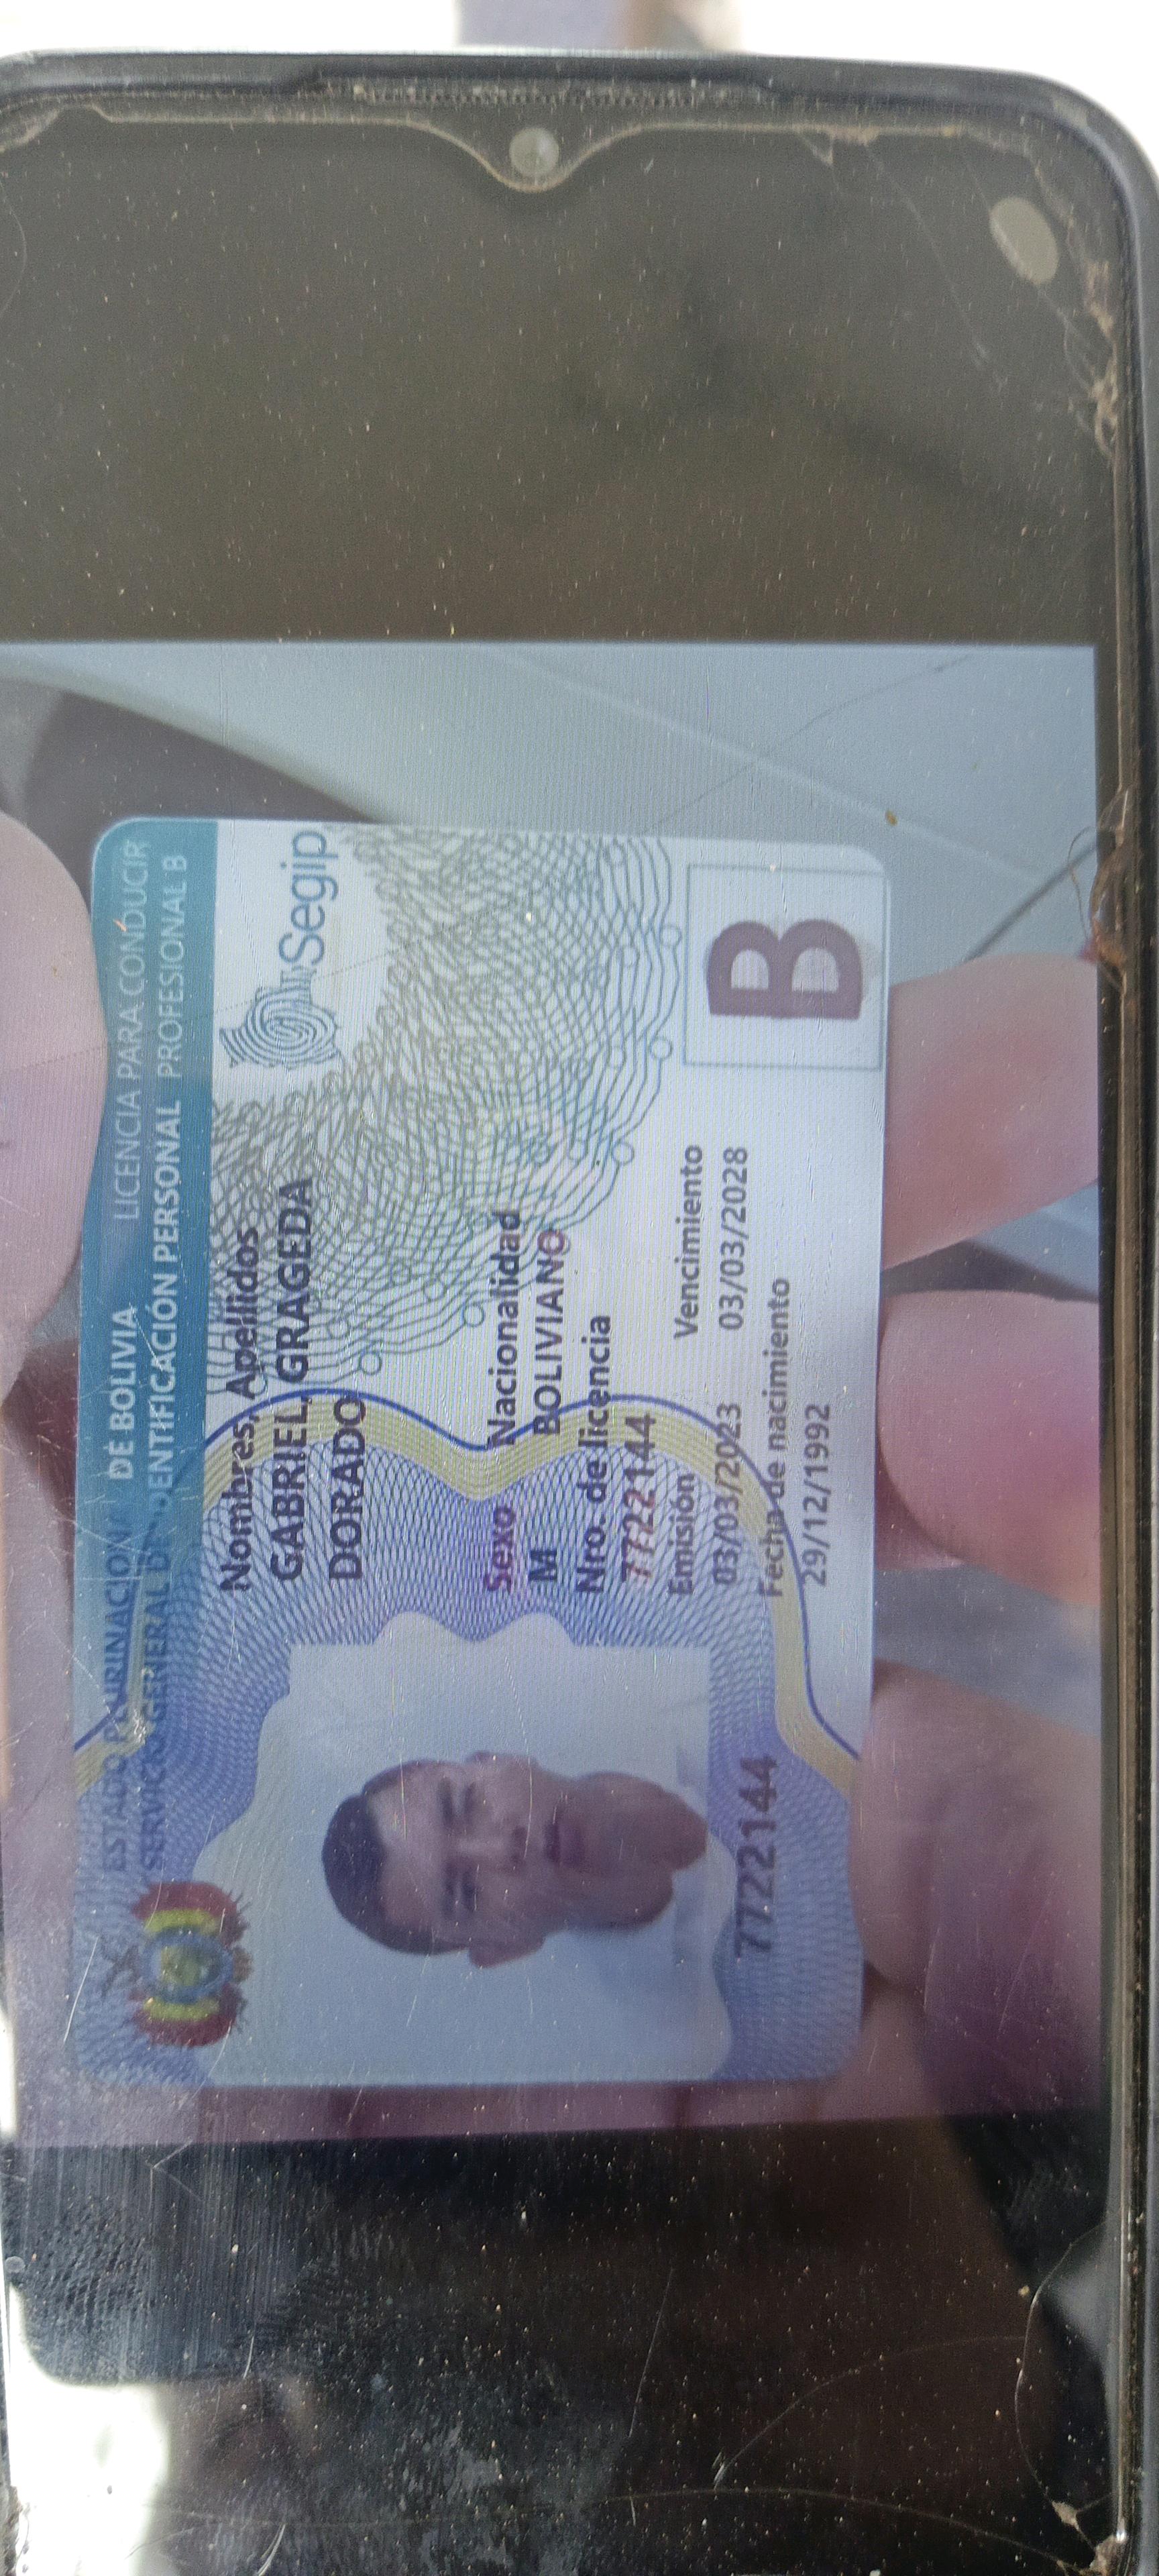 ESTADO PLURINACIONAL DE BOLIVIA LICENCIA PARA CONDUCIR
SERVICIO GENERAL DE IDENTIFICACIÓN PERSONAL PROFESIONAL B
Segip
Nombres, Apellidos
GABRIEL, GRAGEDA
DORADO
Sexo Nacionalidad
M BOLIVIANO
Nro. de licencia
7722144
Emisión Vencimiento
03/03/2023 03/03/2028
Fecha de nacimiento
29/12/1992
B
7722144